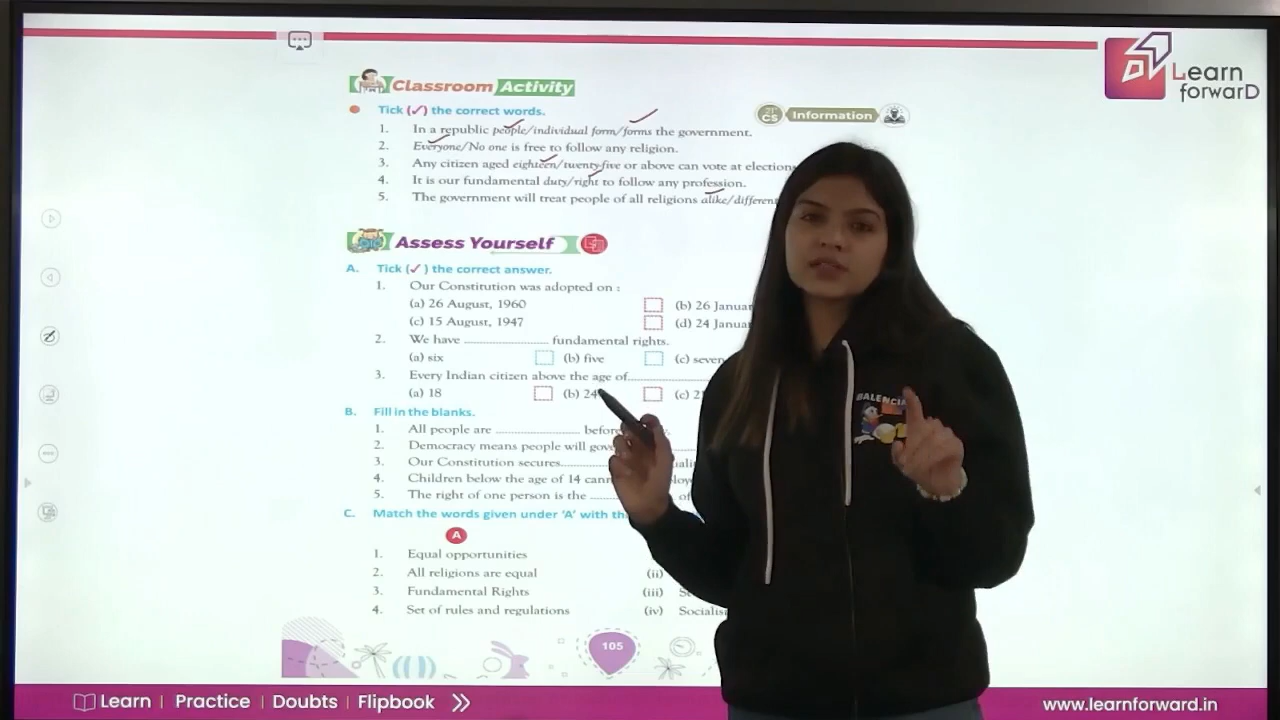 Learn
forwarD
Classroom Activity
Tick (✓) the correct words.
CS Information
1. In a republic people/individual form/forms the government.
2. Everyone/No one is free to follow any religion.
3. Any citizen aged eighteen/twenty-five or above can vote at election
4. It is our fundamental duty/right to follow any profession.
5. The government will treat people of all religions alike/different
Assess Yourself
A. Tick (✓) the correct answer.
1. Our Constitution was adopted on :
(a) 26 August, 1960 (b) 26 Januar
(c) 15 August, 1947 (d) 24 Januar
2. We have .................... fundamental rights.
(a) six (b) five (c) seven
3. Every Indian citizen above the age of....................
(a) 18 (b) 24 (c) 2
B. Fill in the blanks.
1. All people are .................... before
2. Democracy means people will gove
3. Our Constitution secures....................
4. Children below the age of 14 cann
5. The right of one person is the .......... of
C. Match the words given under 'A' with th
A
1. Equal opportunities
2. All religions are equal (ii)
3. Fundamental Rights (iii)
4. Set of rules and regulations (iv) Socialis
105
BALENCIA
Learn | Practice | Doubts | Flipbook
www.learnforward.in